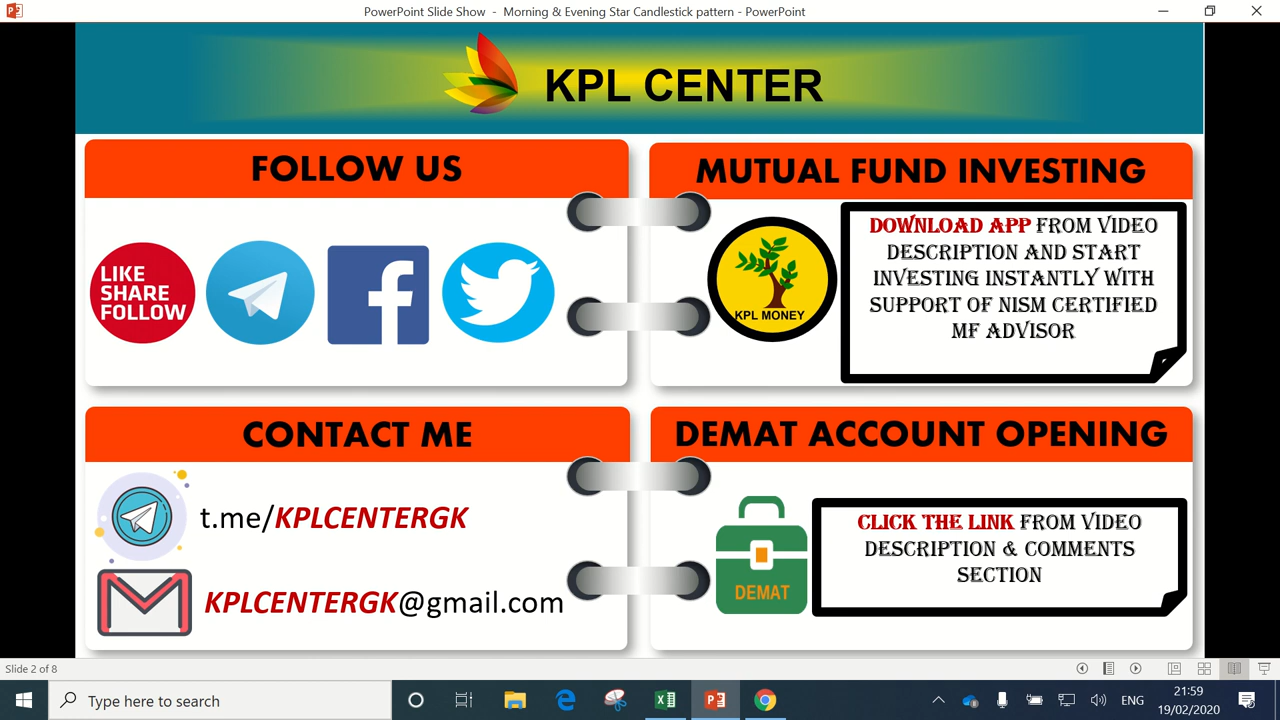 PowerPoint Slide Show - Morning & Evening Star Candlestick pattern - PowerPoint
KPL CENTER
FOLLOW US
LIKE
SHARE
FOLLOW
MUTUAL FUND INVESTING
KPL MONEY
DOWNLOAD APP FROM VIDEO
DESCRIPTION AND START
INVESTING INSTANTLY WITH
SUPPORT OF NISM CERTIFIED
MF ADVISOR
CONTACT ME
t.me/KPLCENTERGK
KPLCENTERGK@gmail.com
DEMAT ACCOUNT OPENING
DEMAT
CLICK THE LINK FROM VIDEO
DESCRIPTION & COMMENTS
SECTION
Slide 2 of 8
Type here to search
ENG
21:59
19/02/2020